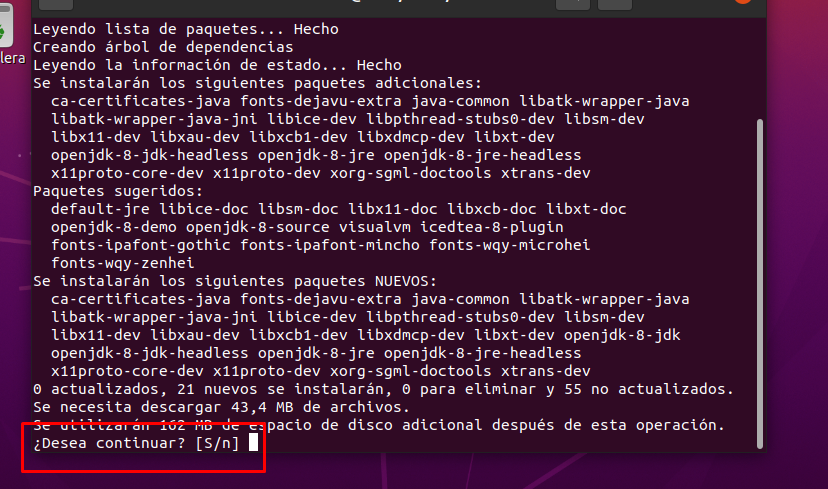 Leyendo lista de paquetes... Hecho
Creando árbol de dependencias
lera
Leyendo la información de estado... Hecho
Se instalarán los siguientes paquetes adicionales:
ca-certificates-java fonts-dejavu-extra java-common libatk-wrapper-java
libatk-wrapper-java-jni libice-dev libpthread-stubs0-dev libsm-dev
libx11-dev libxau-dev libxcb1-dev libxdmcp-dev libxt-dev
openjdk-8-jdk-headless openjdk-8-jre openjdk-8-jre-headless
x11proto-core-dev x11proto-dev xorg-sgml-doctools xtrans-dev
Paquetes sugeridos:
default-jre libice-doc libsm-doc libx11-doc libxcb-doc libxt-doc
openjdk-8-demo openjdk-8-source visualvm icedtea-8-plugin
fonts-ipafont-gothic fonts-ipafont-mincho fonts-wqy-microhei
fonts-wqy-zenhei
Se instalarán los siguientes paquetes NUEVOS:
ca-certificates-java fonts-dejavu-extra java-common libatk-wrapper-java
libatk-wrapper-java-jni libice-dev libpthread-stubs0-dev libsm-dev
libx11-dev libxau-dev libxcb1-dev libxdmcp-dev libxt-dev openjdk-8-jdk
openjdk-8-jdk-headless openjdk-8-jre openjdk-8-jre-headless
x11proto-core-dev x11proto-dev xorg-sgml-doctools xtrans-dev
0 actualizados, 21 nuevos se instalarán, 0 para eliminar y 55 no actualizados.
Se necesita descargar 43,4 MB de archivos.
Se utilizarán 162 MB de espacio de disco adicional después de esta operación.
¿Desea continuar? [S/n]